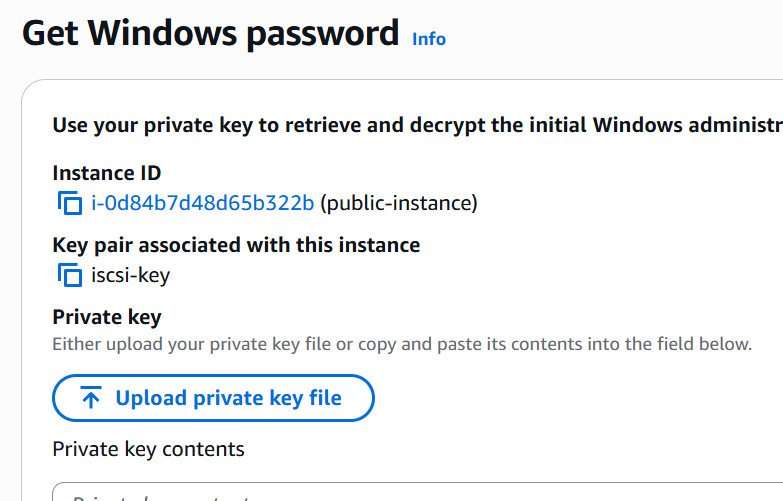 Get Windows password Info
Use your private key to retrieve and decrypt the initial Windows administr
Instance ID
i-0d84b7d48d65b322b (public-instance)
Key pair associated with this instance
iscsi-key
Private key
Either upload your private key file or copy and paste its contents into the field below.
Upload private key file
Private key contents